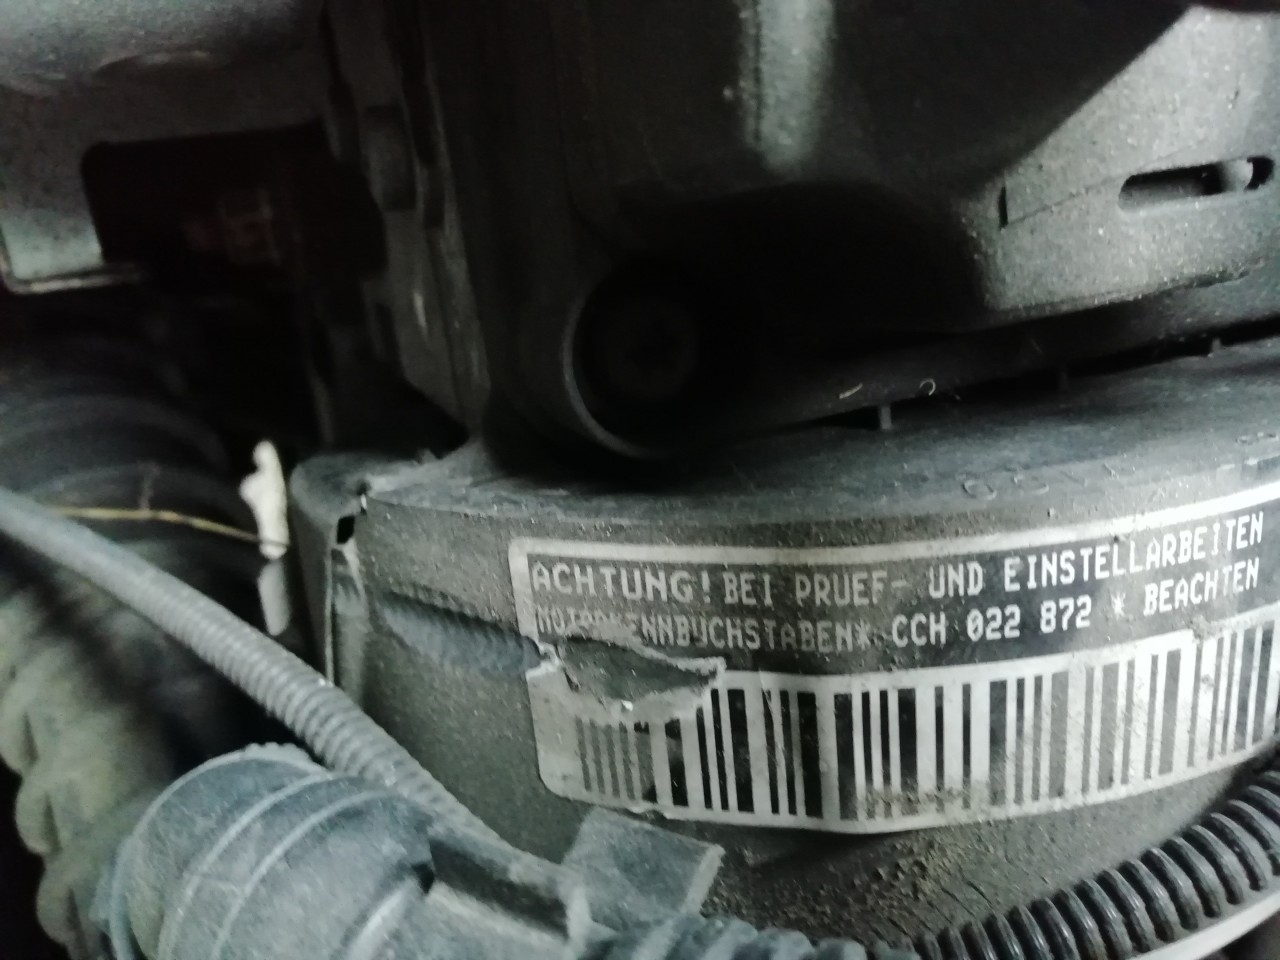 ACHTUNG! BEI PRUEF- UND EINSTELLARBEITEN
MOTORKENNBUCHSTABEN* CCH 022 872 * BEACHTEN